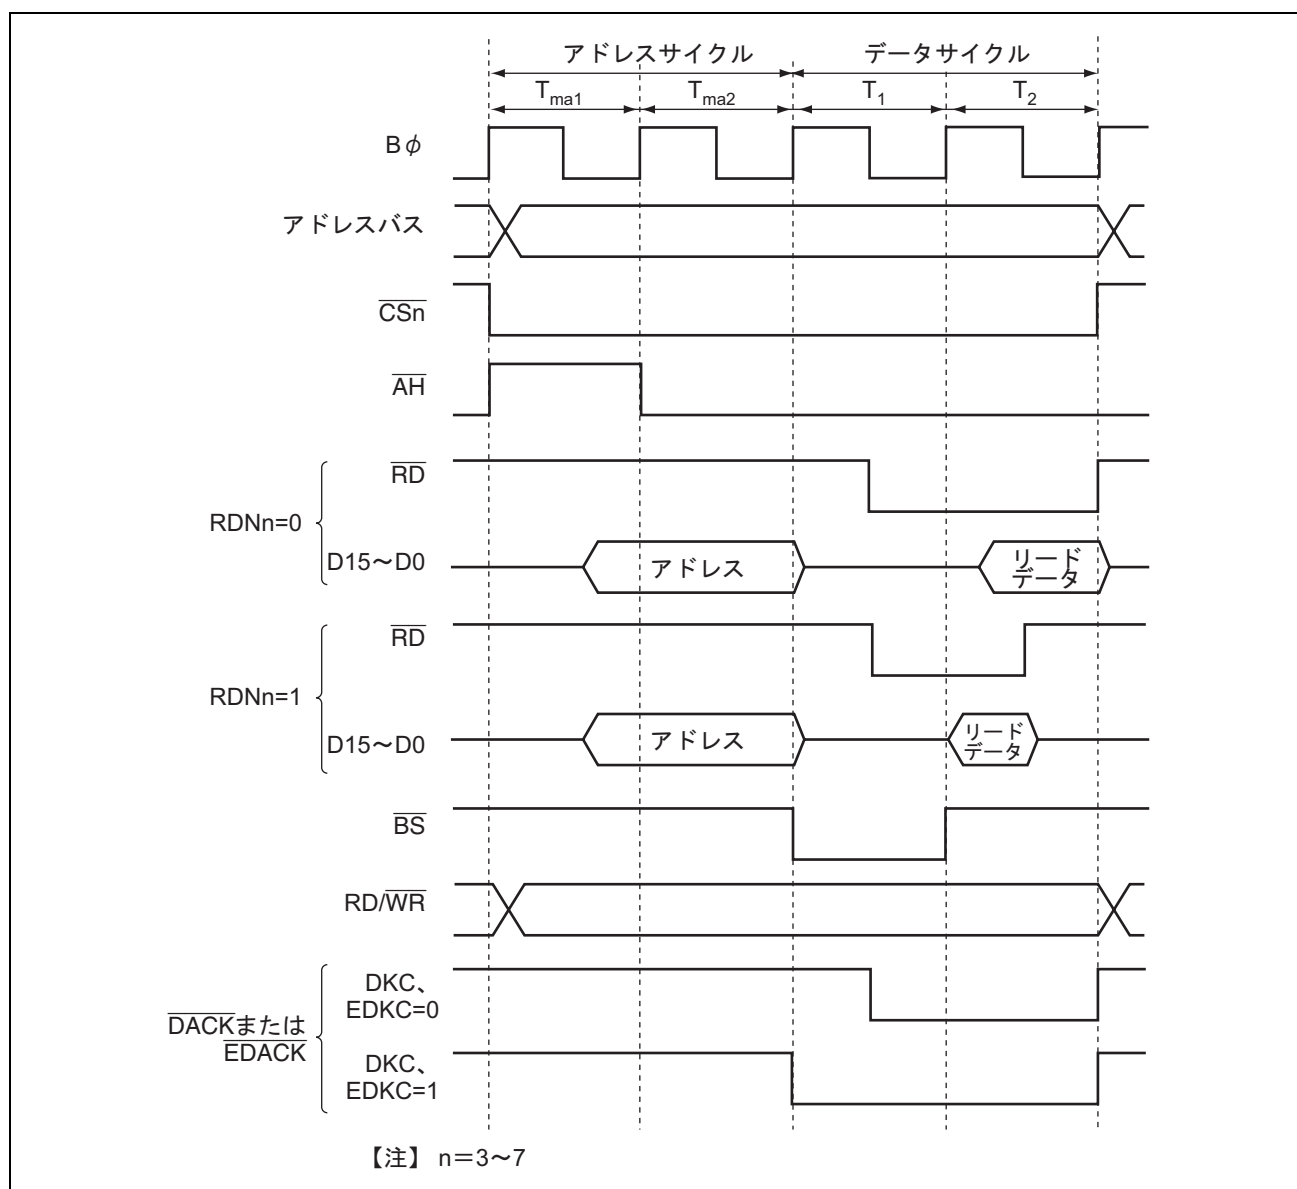 アドレスサイクル データサイクル
Tma1 Tma2 T1 T2
Bφ
アドレスバス
CSn
AH
RD
RDNn=0
D15～D0 アドレス リードデータ
RD
RDNn=1
D15～D0 アドレス リードデータ
BS
RD/WR
DKC、
EDKC=0
DACKまたは
EDACK
DKC、
EDKC=1
【注】 n＝3～7